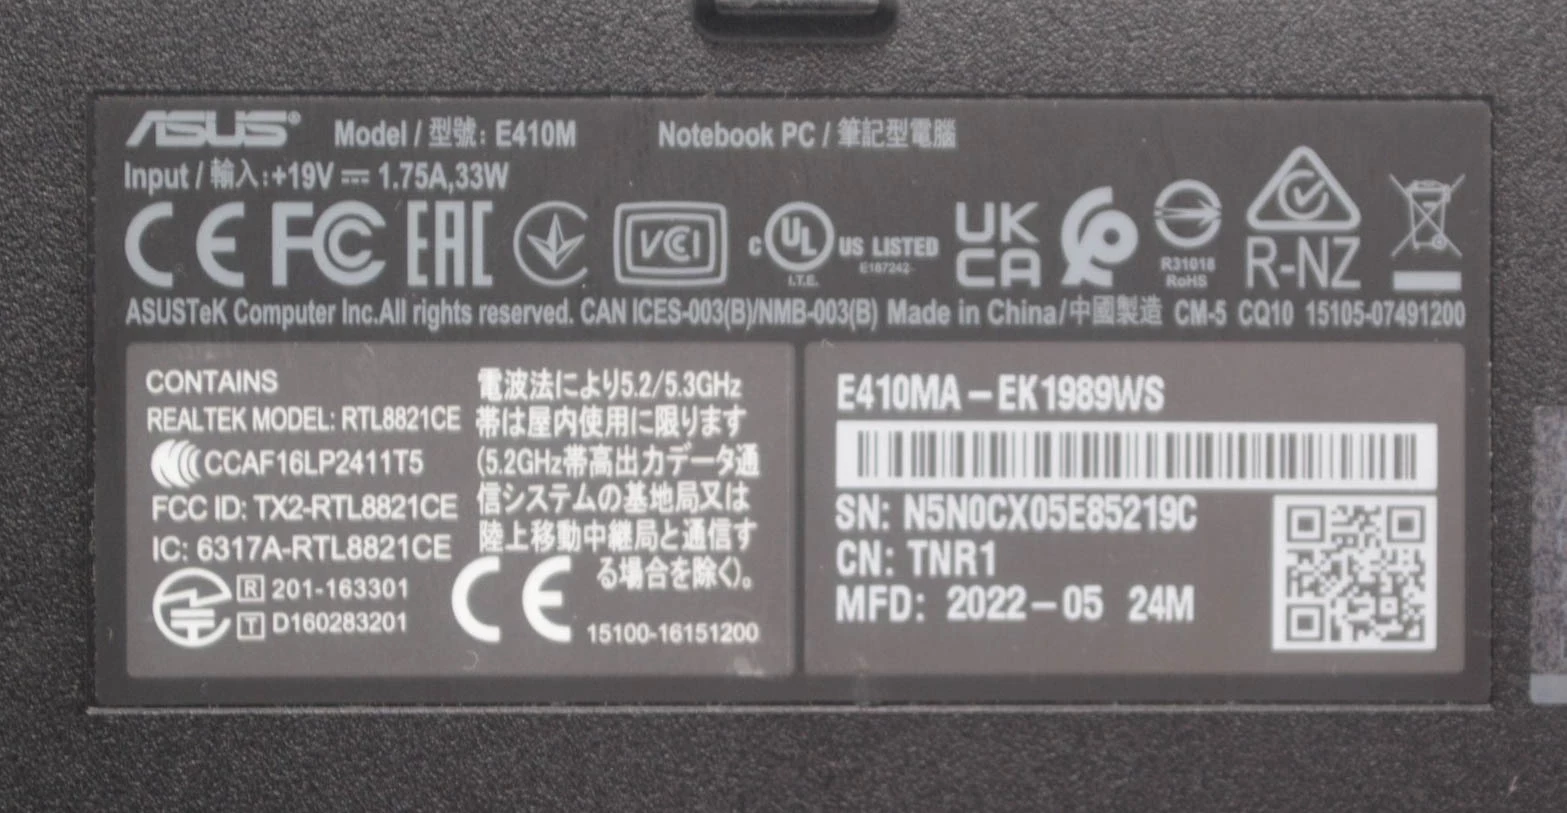 ASUS® Model / 型號: E410M Notebook PC / 筆記型電腦
Input / 輸入:+19V ⎓ 1.75A,33W
CE FC EAC VCI C UL US LISTED UK CA
I.T.E. E187242 R31018 RoHS R-NZ
ASUSTeK Computer Inc.All rights reserved. CAN ICES-003(B)/NMB-003(B) Made in China/中國製造 CM-5 CQ10 15105-07491200
CONTAINS
REALTEK MODEL: RTL8821CE
CCAF16LP2411T5
FCC ID: TX2-RTL8821CE
IC: 6317A-RTL8821CE
R 201-163301
T D160283201
電波法により5.2/5.3GHz
帯は屋内使用に限ります
(5.2GHz帯高出力データ通
信システムの基地局又は
陸上移動中継局と通信す
る場合を除く)。
CE 15100-16151200
E410MA-EK1989WS
SN: N5N0CX05E85219C
CN: TNR1
MFD: 2022-05 24M